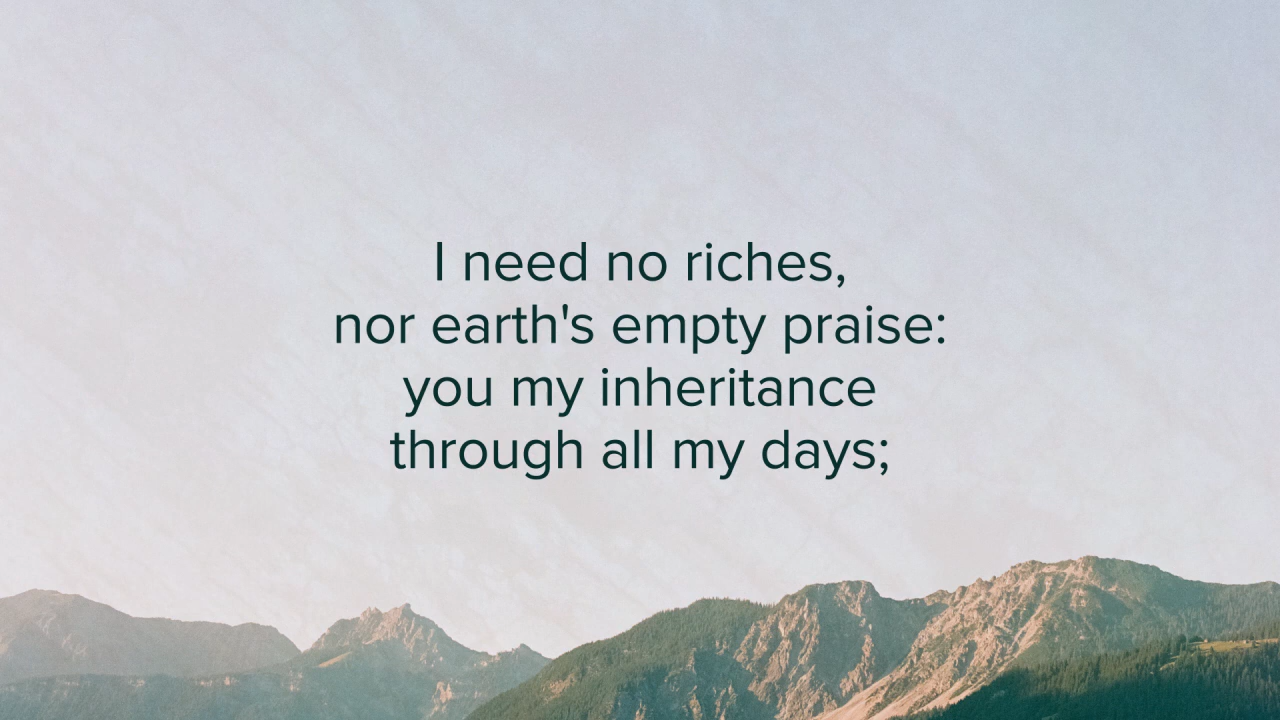 I need no riches,
nor earth's empty praise:
you my inheritance
through all my days;